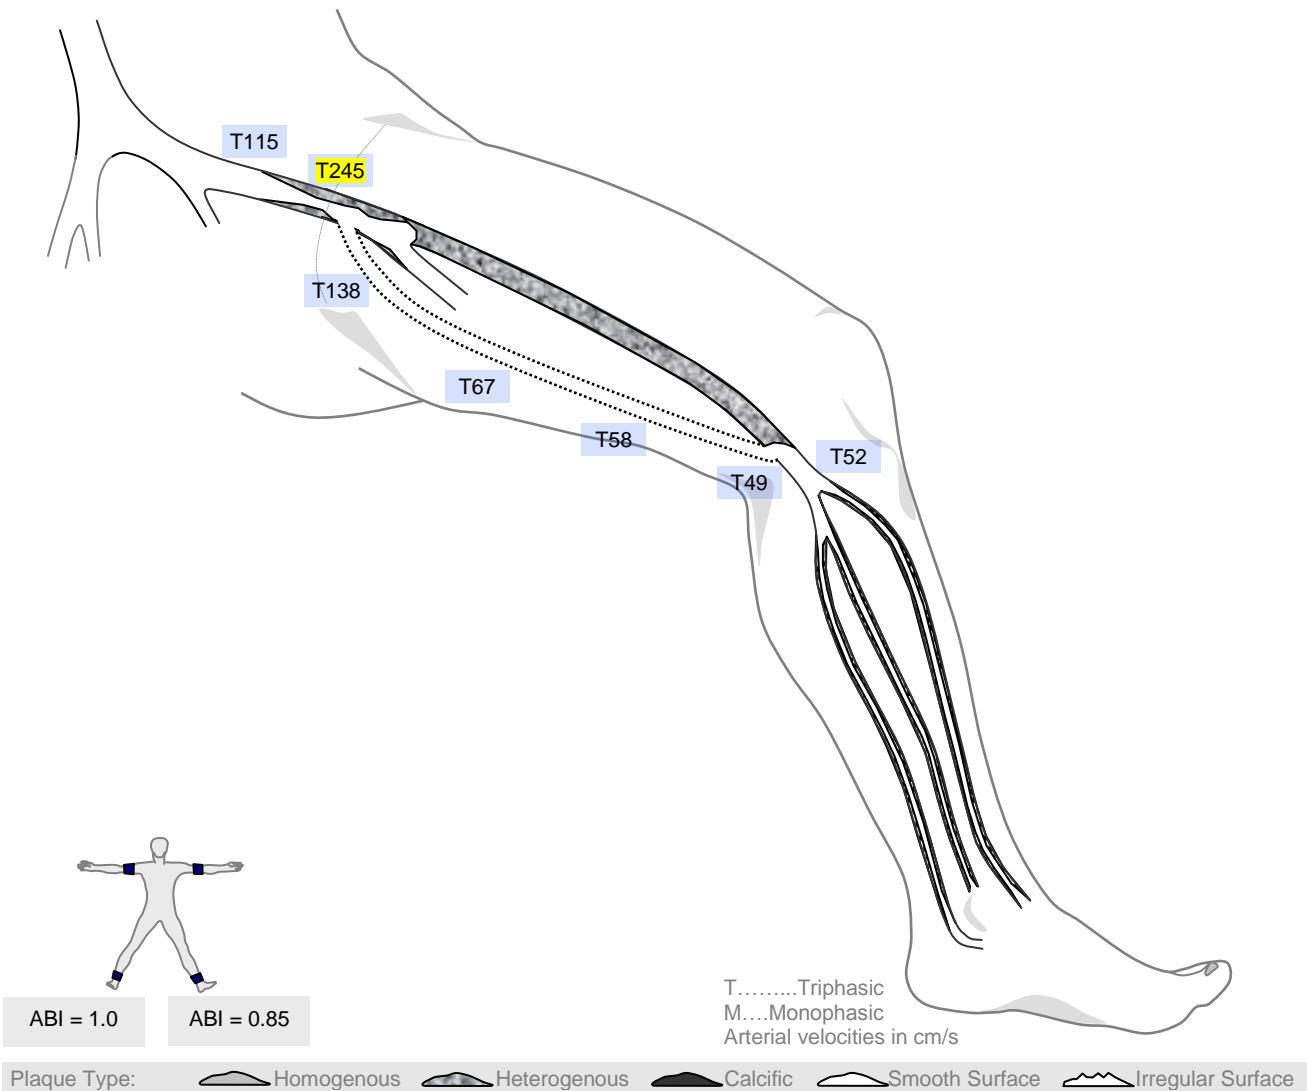 T115
T245
T138
T67
T58
T52
T49
ABI = 1.0
ABI = 0.85
T.........Triphasic
M....Monophasic
Arterial velocities in cm/s
Plaque Type: Homogenous Heterogenous Calcific Smooth Surface Irregular Surface